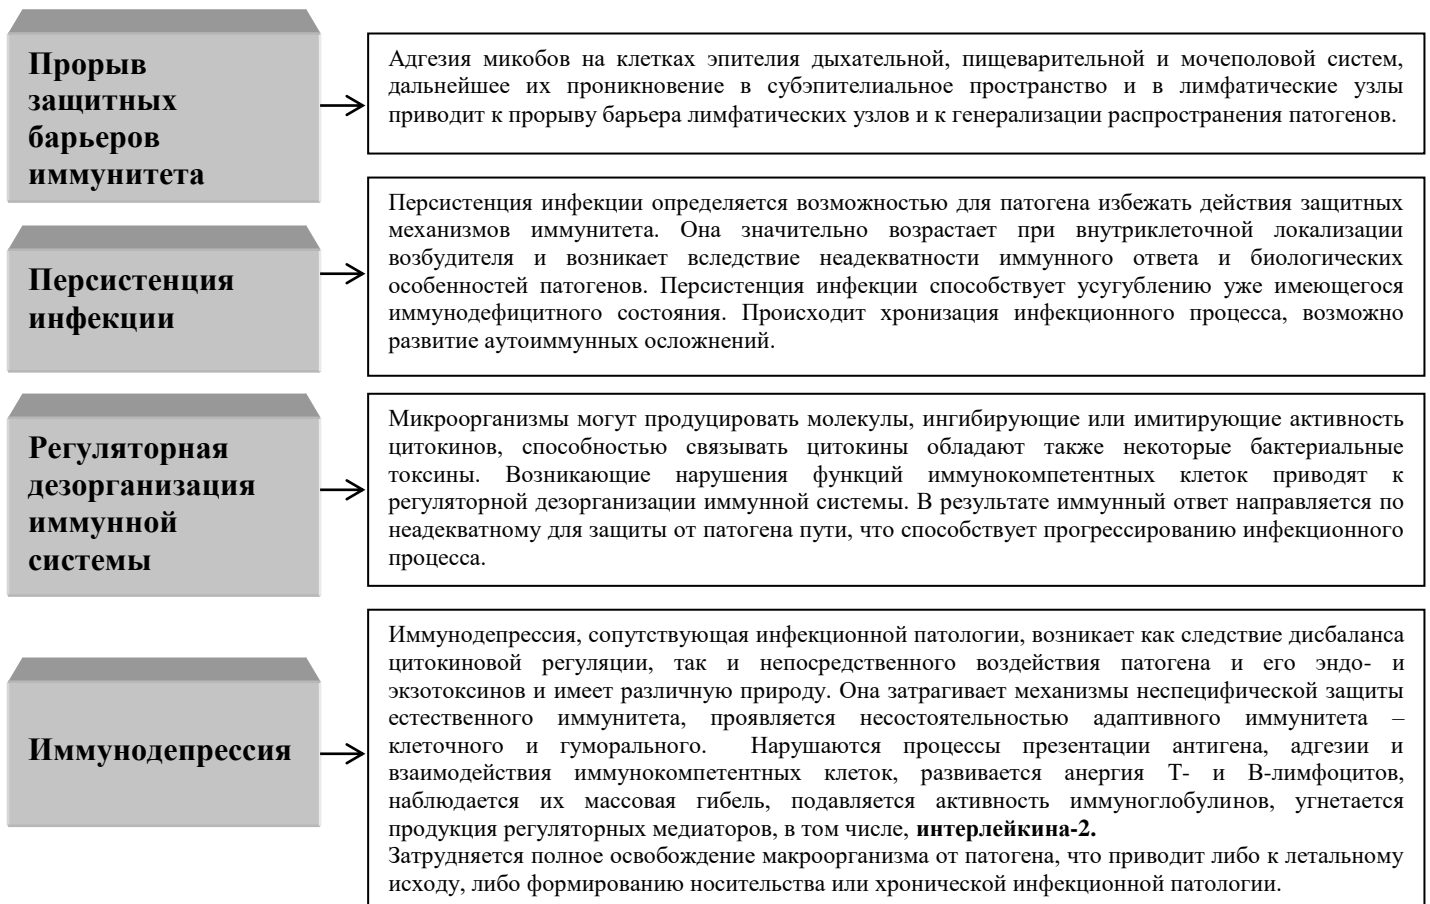 Прорыв
защитных
барьеров
иммунитета
Адгезия микобов на клетках эпителия дыхательной, пищеварительной и мочеполовой систем,
дальнейшее их проникновение в субэпителиальное пространство и в лимфатические узлы
приводит к прорыву барьера лимфатических узлов и к генерализации распространения патогенов.
Персистенция
инфекции
Персистенция инфекции определяется возможностью для патогена избежать действия защитных
механизмов иммунитета. Она значительно возрастает при внутриклеточной локализации
возбудителя и возникает вследствие неадекватности иммунного ответа и биологических
особенностей патогенов. Персистенция инфекции способствует усугублению уже имеющегося
иммунодефицитного состояния. Происходит хронизация инфекционного процесса, возможно
развитие аутоиммунных осложнений.
Регуляторная
дезорганизация
иммунной
системы
Микроорганизмы могут продуцировать молекулы, ингибирующие или имитирующие активность
цитокинов, способностью связывать цитокины обладают также некоторые бактериальные
токсины. Возникающие нарушения функций иммунокомпетентных клеток приводят к
регуляторной дезорганизации иммунной системы. В результате иммунный ответ направляется по
неадекватному для защиты от патогена пути, что способствует прогрессированию инфекционного
процесса.
Иммунодепрессия
Иммунодепрессия, сопутствующая инфекционной патологии, возникает как следствие дисбаланса
цитокиновой регуляции, так и непосредственного воздействия патогена и его эндо- и
экзотоксинов и имеет различную природу. Она затрагивает механизмы неспецифической защиты
естественного иммунитета, проявляется несостоятельностью адаптивного иммунитета –
клеточного и гуморального. Нарушаются процессы презентации антигена, адгезии и
взаимодействия иммунокомпетентных клеток, развивается анергия Т- и В-лимфоцитов,
наблюдается их массовая гибель, подавляется активность иммуноглобулинов, угнетается
продукция регуляторных медиаторов, в том числе, интерлейкина-2.
Затрудняется полное освобождение макроорганизма от патогена, что приводит либо к летальному
исходу, либо формированию носительства или хронической инфекционной патологии.